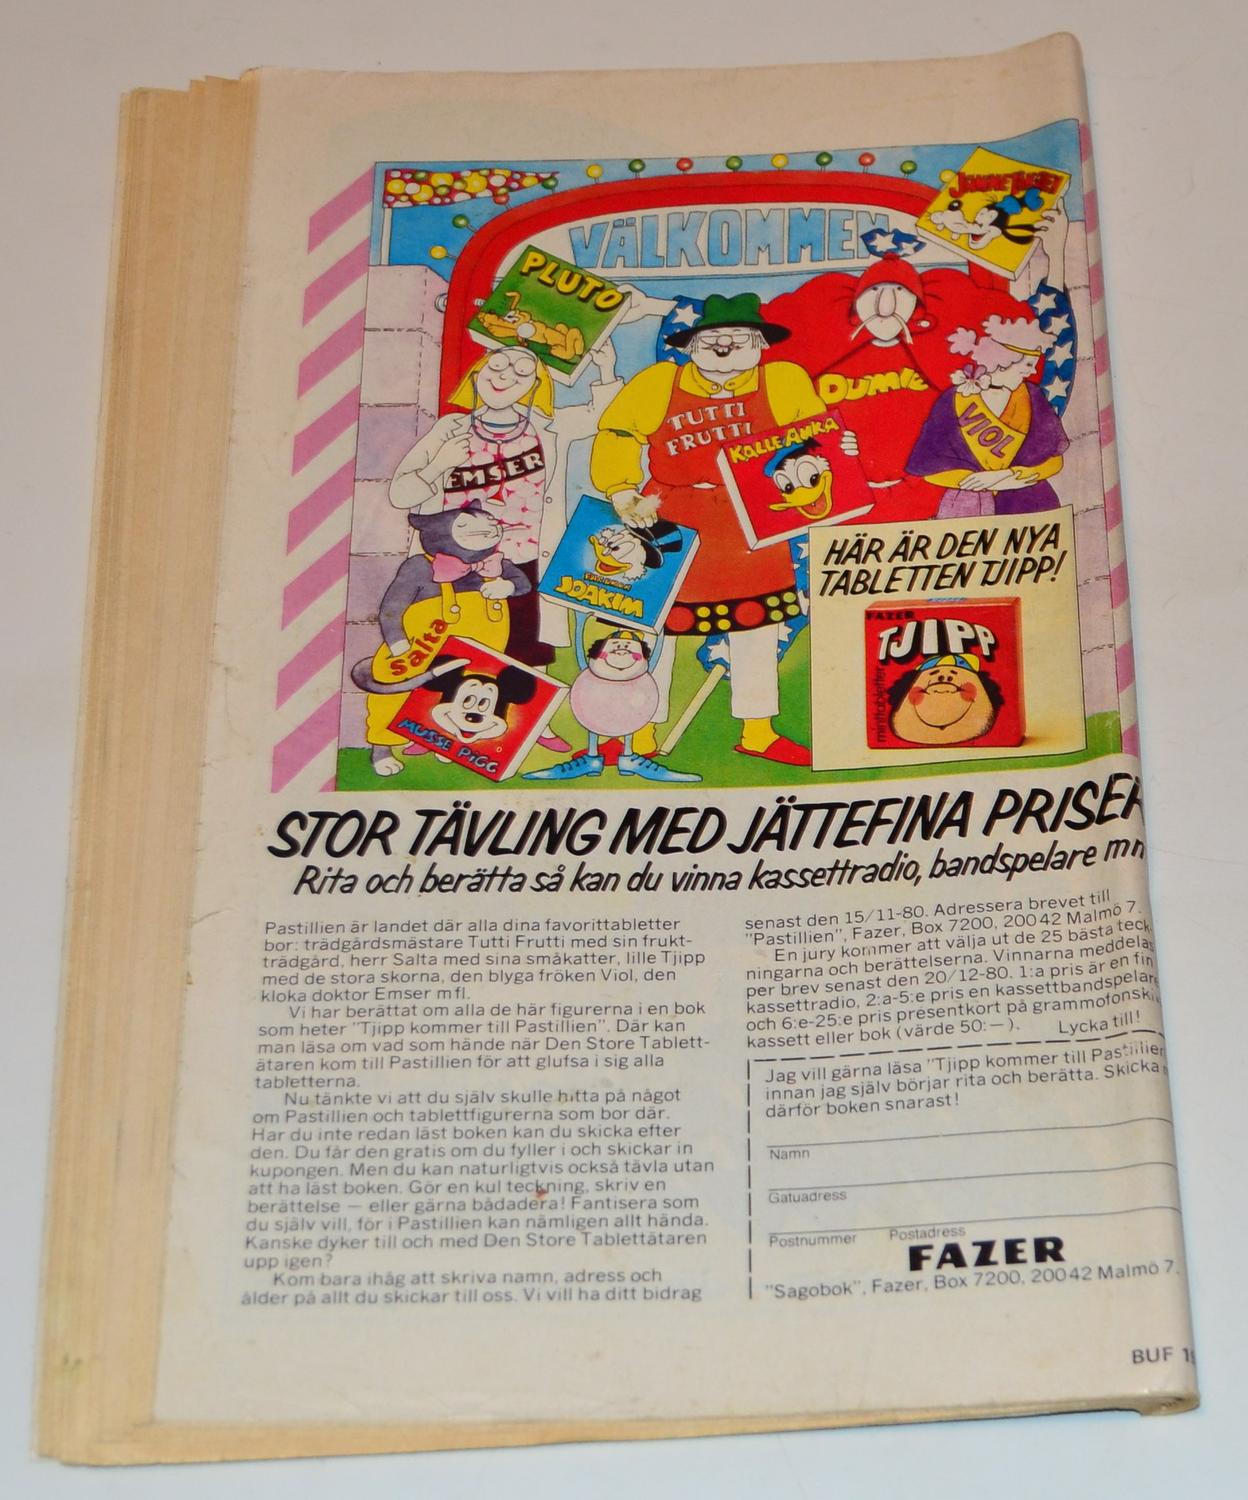 VÄLKOMMEN
PLUTO
DUMLE
TUTTI
FRUTTI
KALLE ANKA
VIOL
EMSER
FARBROR
JOAKIM
Salta
MUSSE PIGG
HÄR ÄR DEN NYA
TABLETTEN TJIPP!
FAZER
TJIPP
minitabletter
STOR TÄVLING MED JÄTTEFINA PRISER
Rita och berätta så kan du vinna kassettradio, bandspelare mm
Pastillien är landet där alla dina favorittabletter
bor: trädgårdsmästare Tutti Frutti med sin frukt-
trädgård, herr Salta med sina småkatter, lille Tjipp
med de stora skorna, den blyga fröken Viol, den
kloka doktor Emser m fl.
Vi har berättat om alla de här figurerna i en bok
som heter "Tjipp kommer till Pastillien". Där kan
man läsa om vad som hände när Den Store Tablett-
ätaren kom till Pastillien för att glufsa i sig alla
tabletterna.
Nu tänkte vi att du själv skulle hitta på något
om Pastillien och tablettfigurerna som bor där.
Har du inte redan läst boken kan du skicka efter
den. Du får den gratis om du fyller i och skickar in
kupongen. Men du kan naturligtvis också tävla utan
att ha läst boken. Gör en kul teckning, skriv en
berättelse — eller gärna bådadera! Fantisera som
du själv vill, för i Pastillien kan nämligen allt hända.
Kanske dyker till och med Den Store Tablettätaren
upp igen?
Kom bara ihåg att skriva namn, adress och
ålder på allt du skickar till oss. Vi vill ha ditt bidrag
senast den 15/11-80. Adressera brevet till
"Pastillien", Fazer, Box 7200, 200 42 Malmö 7.
En jury kommer att välja ut de 25 bästa teck-
ningarna och berättelserna. Vinnarna meddelas
per brev senast den 20/12-80. 1:a pris är en fin
kassettradio, 2:a-5:e pris en kassettbandspelare
och 6:e-25:e pris presentkort på grammofonskiva,
kassett eller bok (värde 50:—). Lycka till!
Jag vill gärna läsa "Tjipp kommer till Pastillien"
innan jag själv börjar rita och berätta. Skicka
därför boken snarast!
Namn
Gatuadress
Postnummer Postadress
FAZER
"Sagobok", Fazer, Box 7200, 200 42 Malmö 7.
BUF